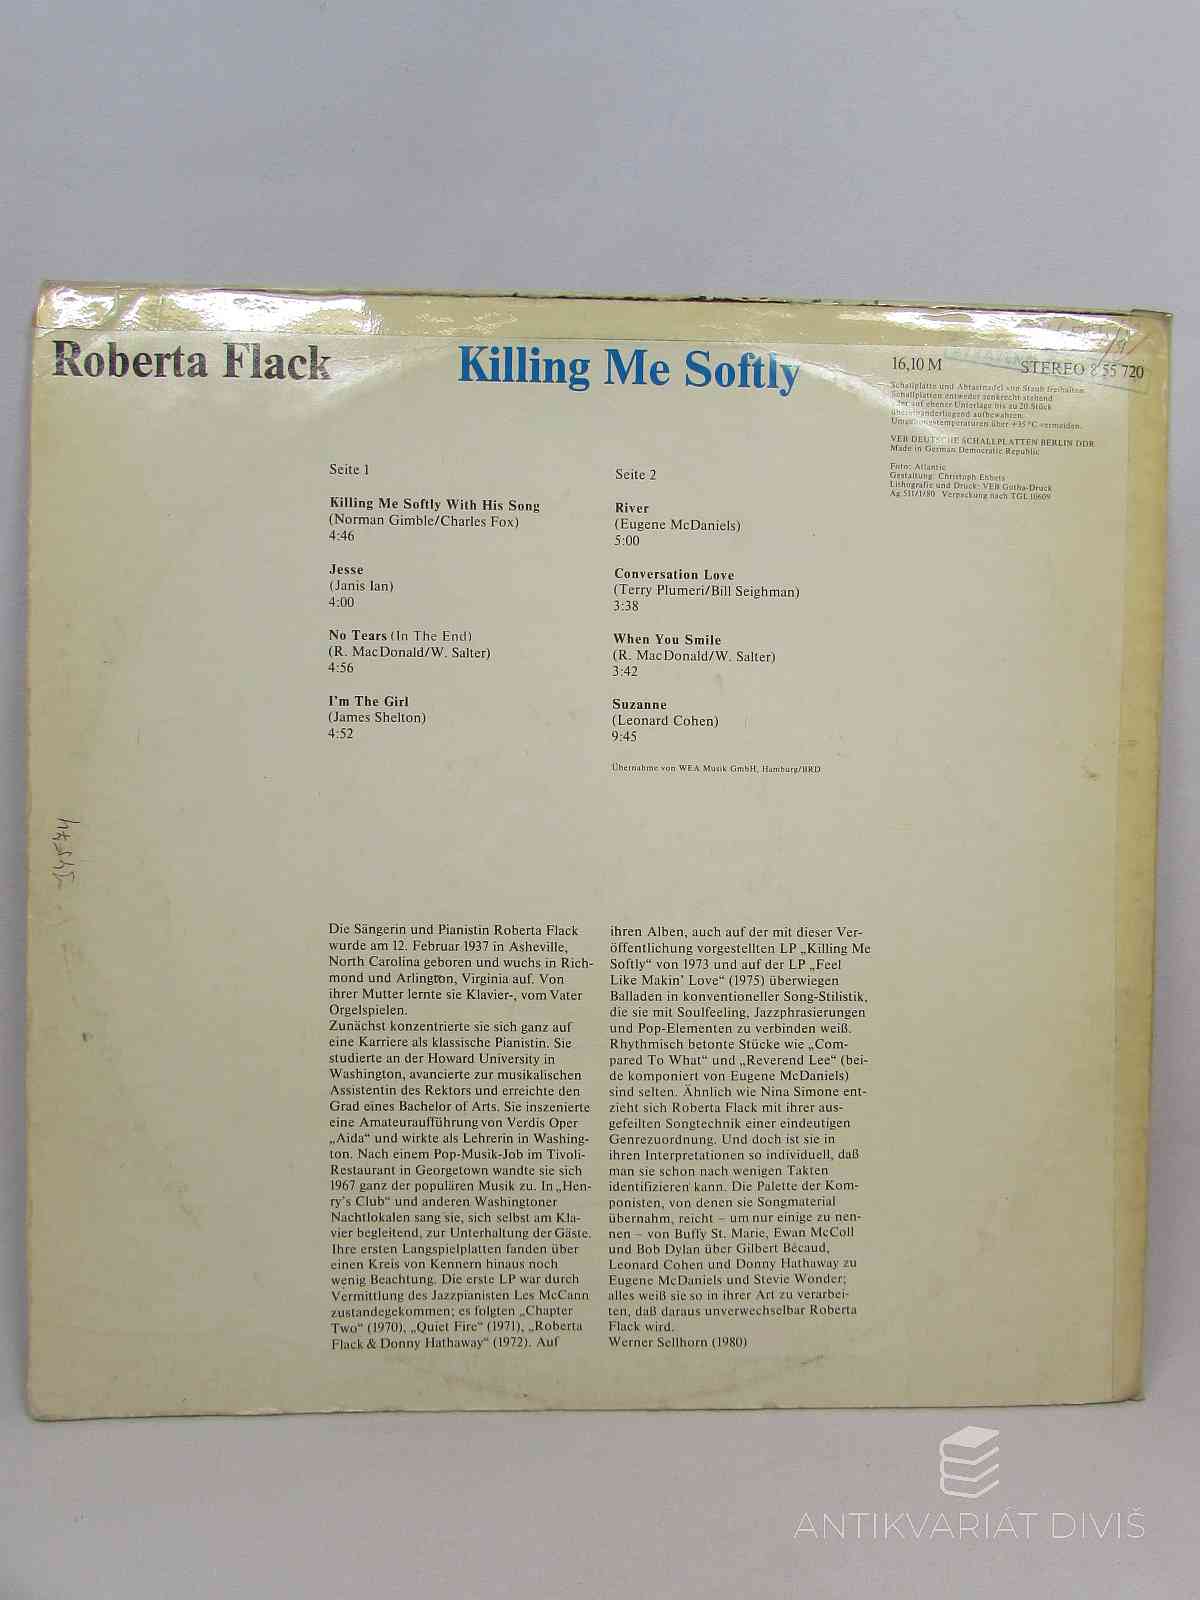 Roberta Flack
Killing Me Softly
16,10 M
STEREO 8 55 720
Schallplatte und Abtastnadel von Staub freihalten.
Schallplatten entweder senkrecht stehend
oder auf ebener Unterlage bis zu 20 Stück
übereinanderliegend aufbewahren.
Umgebungstemperaturen über +35 °C vermeiden.
VEB DEUTSCHE SCHALLPLATTEN BERLIN DDR
Made in German Democratic Republic
Foto: Atlantic
Gestaltung: Christoph Ehbets
Lithografie und Druck: VEB Gotha-Druck
Ag 511/1/80 Verpackung nach TGL 10609
Seite 1
Killing Me Softly With His Song
(Norman Gimble/Charles Fox)
4:46
Jesse
(Janis Ian)
4:00
No Tears (In The End)
(R. MacDonald/W. Salter)
4:56
I'm The Girl
(James Shelton)
4:52
Seite 2
River
(Eugene McDaniels)
5:00
Conversation Love
(Terry Plumeri/Bill Seighman)
3:38
When You Smile
(R. MacDonald/W. Salter)
3:42
Suzanne
(Leonard Cohen)
9:45
Übernahme von WEA Musik GmbH, Hamburg/BRD
Die Sängerin und Pianistin Roberta Flack
wurde am 12. Februar 1937 in Asheville,
North Carolina geboren und wuchs in Rich-
mond und Arlington, Virginia auf. Von
ihrer Mutter lernte sie Klavier-, vom Vater
Orgelspielen.
Zunächst konzentrierte sie sich ganz auf
eine Karriere als klassische Pianistin. Sie
studierte an der Howard University in
Washington, avancierte zur musikalischen
Assistentin des Rektors und erreichte den
Grad eines Bachelor of Arts. Sie inszenierte
eine Amateuraufführung von Verdis Oper
„Aida“ und wirkte als Lehrerin in Washing-
ton. Nach einem Pop-Musik-Job im Tivoli-
Restaurant in Georgetown wandte sie sich
1967 ganz der populären Musik zu. In „Hen-
ry's Club“ und anderen Washingtoner
Nachtlokalen sang sie, sich selbst am Kla-
vier begleitend, zur Unterhaltung der Gäste.
Ihre ersten Langspielplatten fanden über
einen Kreis von Kennern hinaus noch
wenig Beachtung. Die erste LP war durch
Vermittlung des Jazzpianisten Les McCann
zustandegekommen; es folgten „Chapter
Two“ (1970), „Quiet Fire“ (1971), „Roberta
Flack & Donny Hathaway“ (1972). Auf
ihren Alben, auch auf der mit dieser Ver-
öffentlichung vorgestellten LP „Killing Me
Softly“ von 1973 und auf der LP „Feel
Like Makin' Love“ (1975) überwiegen
Balladen in konventioneller Song-Stilistik,
die sie mit Soulfeeling, Jazzphrasierungen
und Pop-Elementen zu verbinden weiß.
Rhythmisch betonte Stücke wie „Com-
pared To What“ und „Reverend Lee“ (bei-
de komponiert von Eugene McDaniels)
sind selten. Ähnlich wie Nina Simone ent-
zieht sich Roberta Flack mit ihrer aus-
gefeilten Songtechnik einer eindeutigen
Genrezuordnung. Und doch ist sie in
ihren Interpretationen so individuell, daß
man sie schon nach wenigen Takten
identifizieren kann. Die Palette der Kom-
ponisten, von denen sie Songmaterial
übernahm, reicht – um nur einige zu nen-
nen – von Buffy St. Marie, Ewan McColl
und Bob Dylan über Gilbert Bécaud,
Leonard Cohen und Donny Hathaway zu
Eugene McDaniels und Stevie Wonder;
alles weiß sie so in ihrer Art zu verarbei-
ten, daß daraus unverwechselbar Roberta
Flack wird.
Werner Sellhorn (1980)
ANTIKVARIÁT DIVIŠ